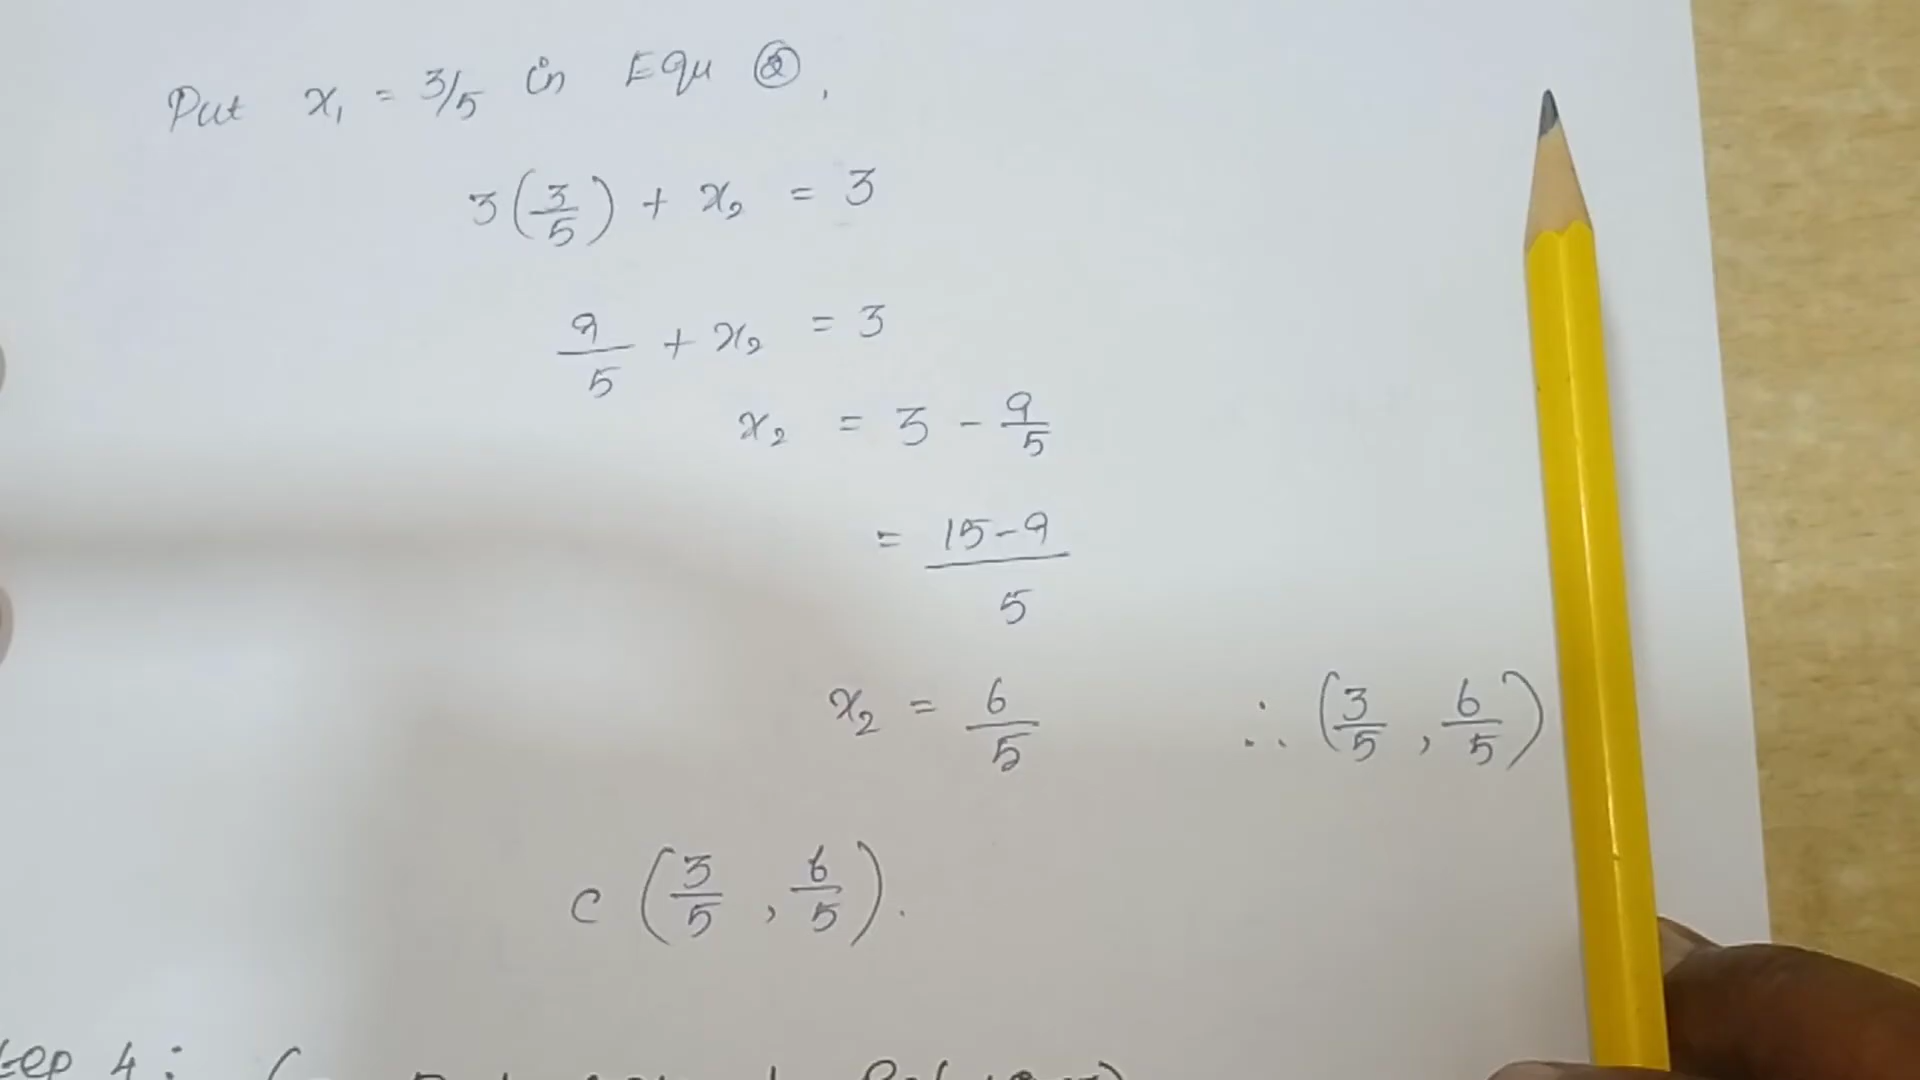 Put x₁ = 3/5 in Equ ②,
3(3/5) + x₂ = 3
9/5 + x₂ = 3
x₂ = 3 - 9/5
= 15-9/5
x₂ = 6/5 ∴ (3/5, 6/5)
C (3/5, 6/5).
4: